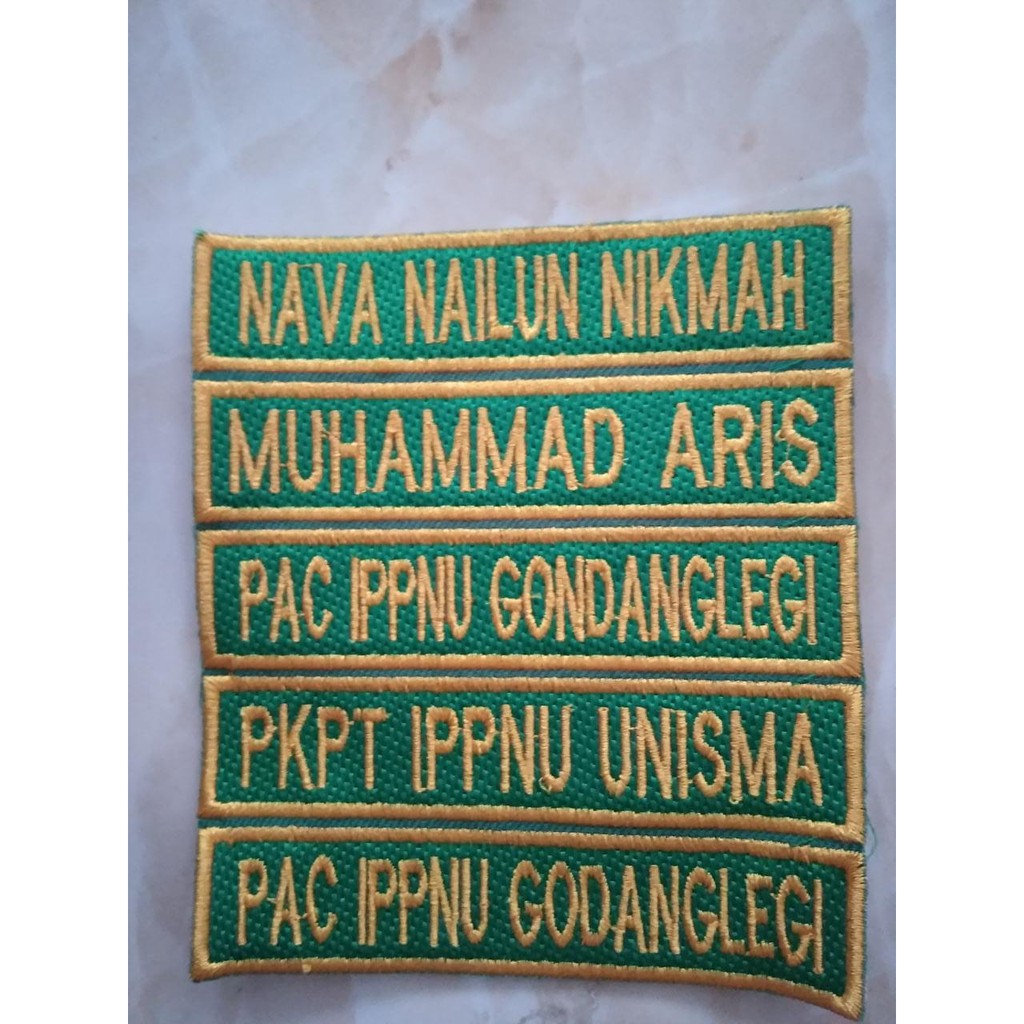 NAVA NAILUN NIKMAH
MUHAMMAD ARIS
PAC IPPNU GONDANGLEGI
PKPT IPPNU UNISMA
PAC IPPNU GODANGLEGI